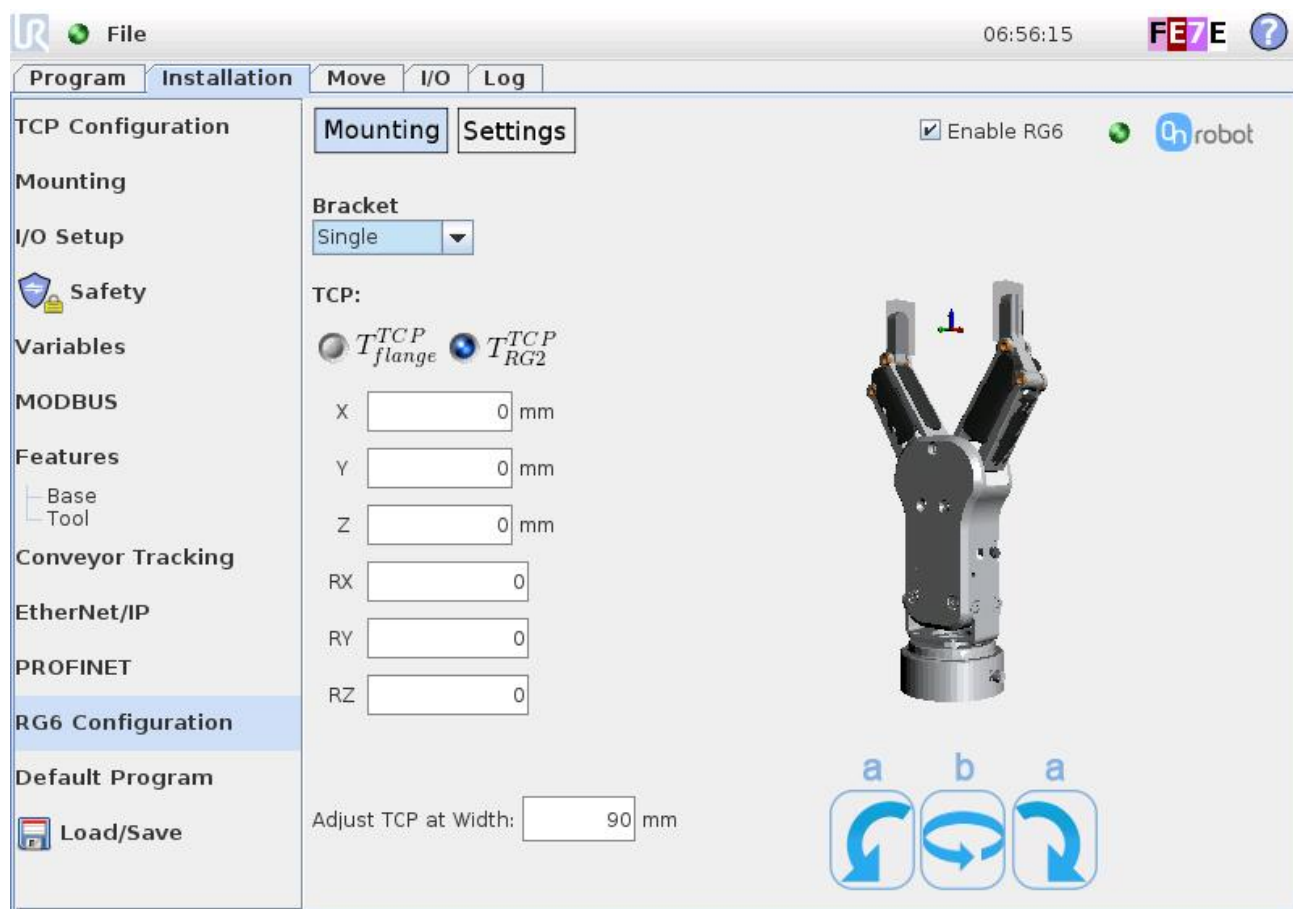 UR File 06:56:15 FE7E ?
Program Installation Move I/O Log
TCP Configuration
Mounting
I/O Setup
Safety
Variables
MODBUS
Features
Base
Tool
Conveyor Tracking
EtherNet/IP
PROFINET
RG6 Configuration
Default Program
Load/Save
Mounting Settings
Enable RG6 On robot
Bracket
Single
TCP:
T flange TCP T RG2 TCP
X 0 mm
Y 0 mm
Z 0 mm
RX 0
RY 0
RZ 0
Adjust TCP at Width: 90 mm
a b a